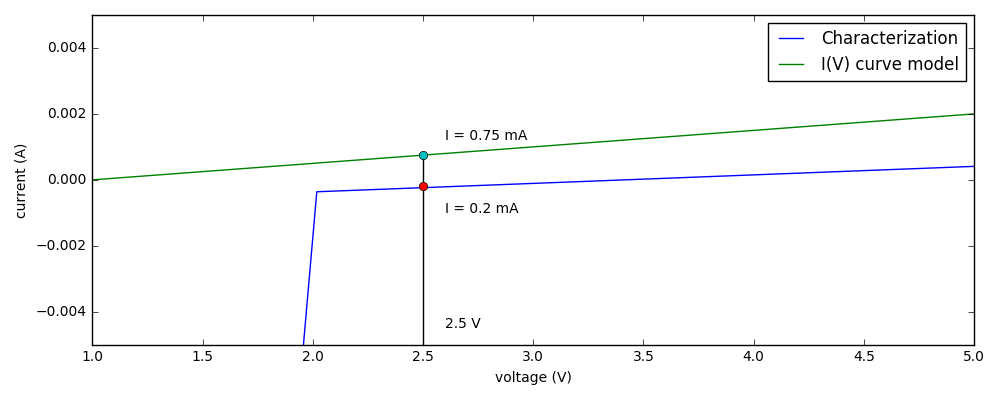 0.004
0.002
0.000
−0.002
−0.004
current (A)
Characterization
I(V) curve model
I = 0.75 mA
I = 0.2 mA
2.5 V
1.0 1.5 2.0 2.5 3.0 3.5 4.0 4.5 5.0
voltage (V)